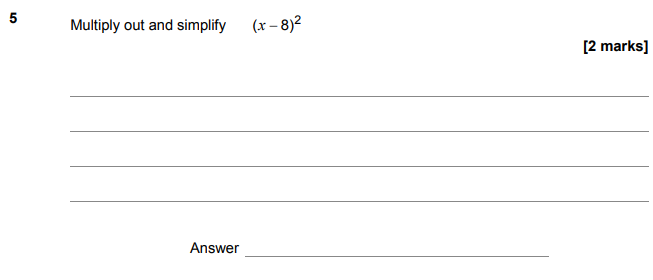 5 Multiply out and simplify (x – 8)²
[2 marks]
Answer